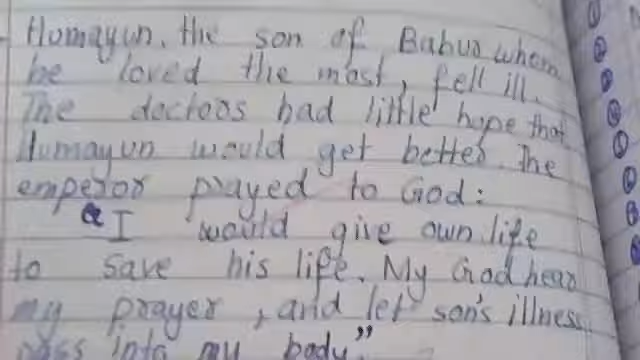 Humayun, the son of Babur whom
he loved the most, fell ill.
The doctors had little hope that
Humayun would get better. The
emperor prayed to God:
"I would give own life
to save his life. My God hear
my prayer, and let son's illness
pass into my body"